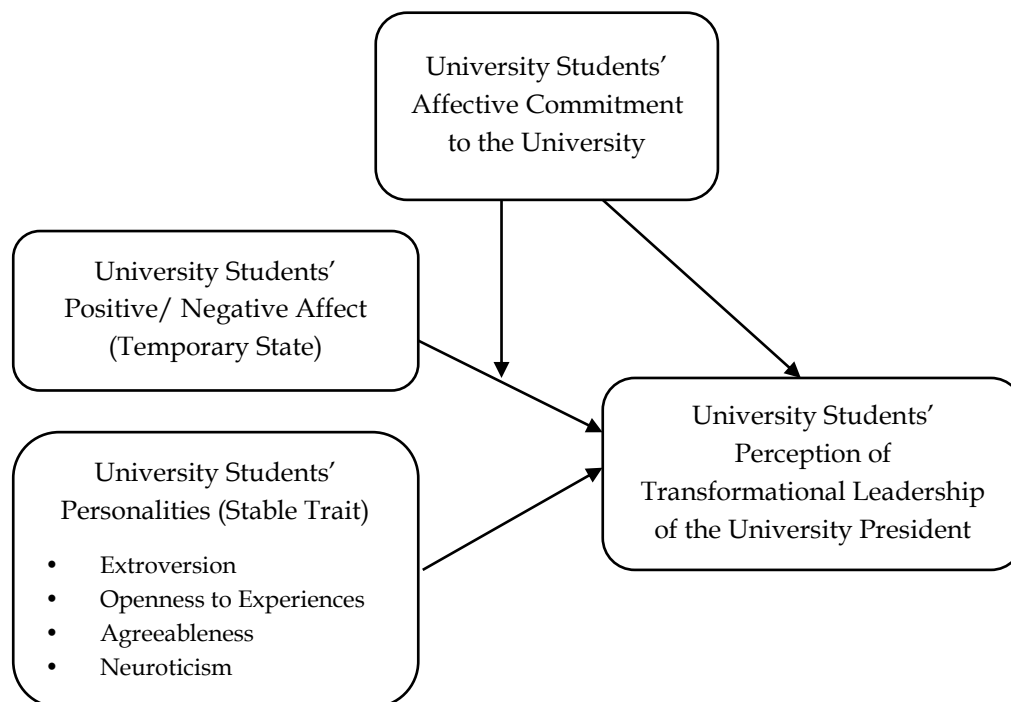 University Students’
Affective Commitment
to the University
University Students’
Positive/ Negative Affect
(Temporary State)
University Students’
Personalities (Stable Trait)
• Extroversion
• Openness to Experiences
• Agreeableness
• Neuroticism
University Students’
Perception of
Transformational Leadership
of the University President